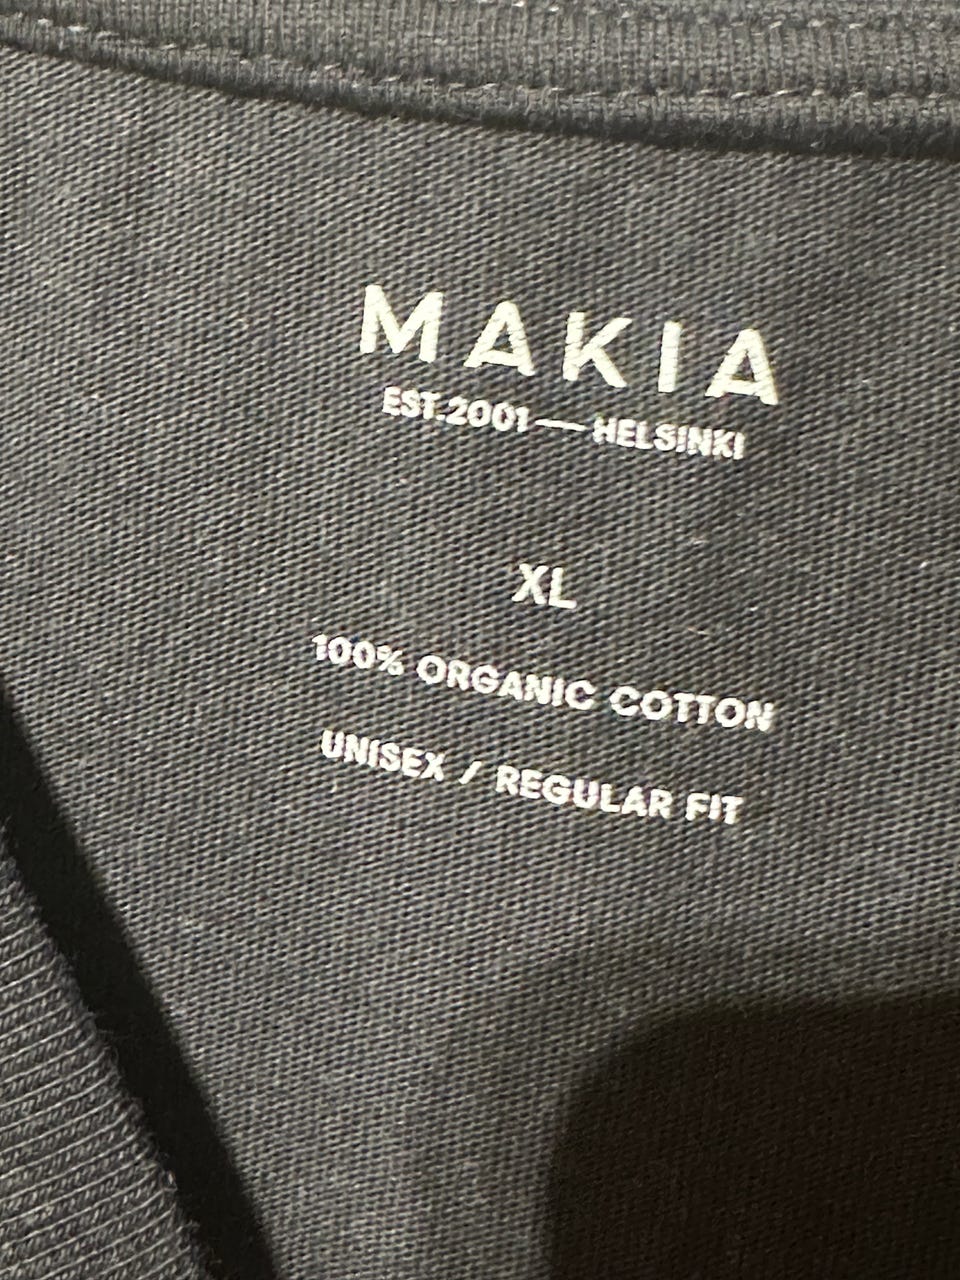 MAKIA
EST.2001 — HELSINKI
XL
100% ORGANIC COTTON
UNISEX / REGULAR FIT